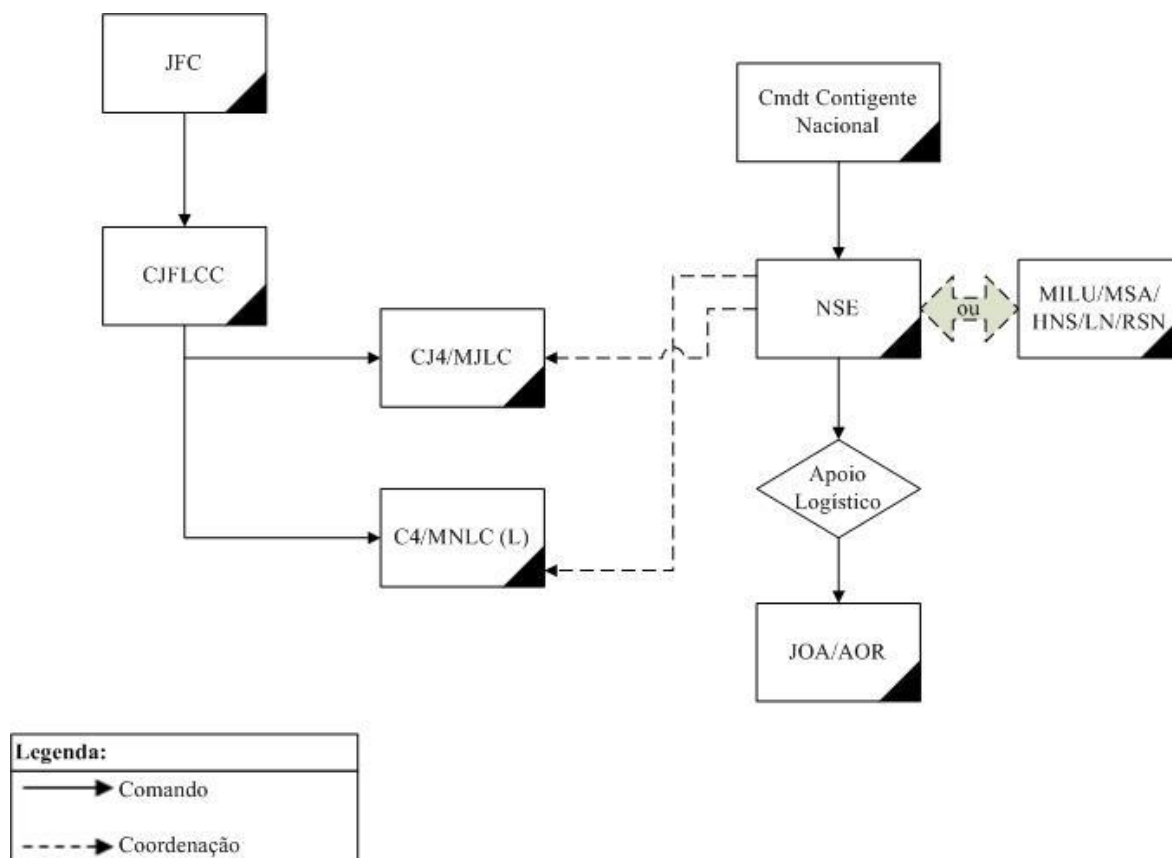 JFC
Cmdt Contigente
Nacional
CJFLCC
NSE
ou
MILU/MSA/
HNS/LN/RSN
CJ4/MJLC
Apoio
Logístico
C4/MNLC (L)
JOA/AOR
Legenda:
Comando
Coordenação